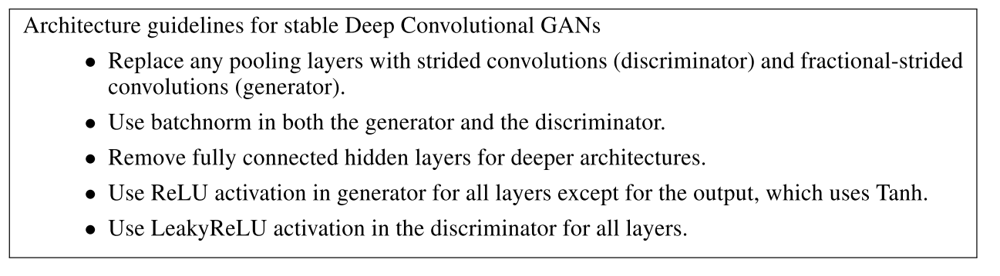 Architecture guidelines for stable Deep Convolutional GANs
• Replace any pooling layers with strided convolutions (discriminator) and fractional-strided
convolutions (generator).
• Use batchnorm in both the generator and the discriminator.
• Remove fully connected hidden layers for deeper architectures.
• Use ReLU activation in generator for all layers except for the output, which uses Tanh.
• Use LeakyReLU activation in the discriminator for all layers.